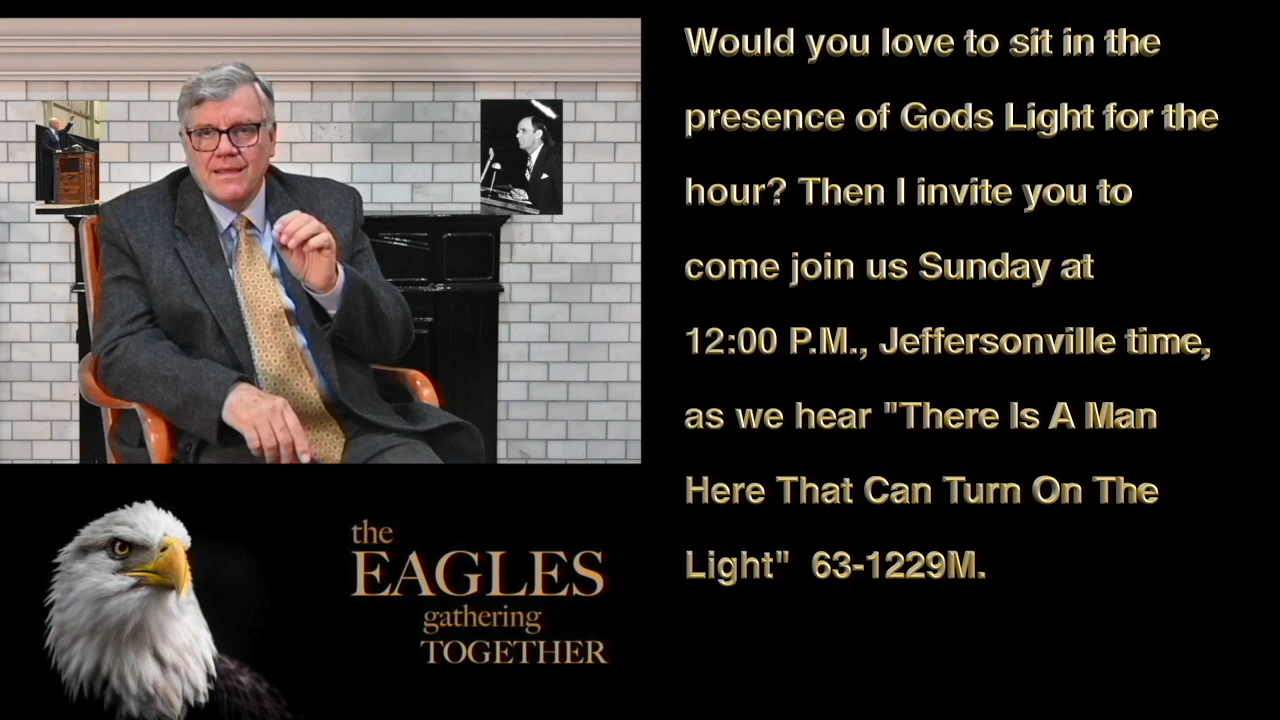 Would you love to sit in the
presence of Gods Light for the
hour? Then I invite you to
come join us Sunday at
12:00 P.M., Jeffersonville time,
as we hear "There Is A Man
Here That Can Turn On The
Light"  63-1229M.
the
EAGLES
gathering
TOGETHER